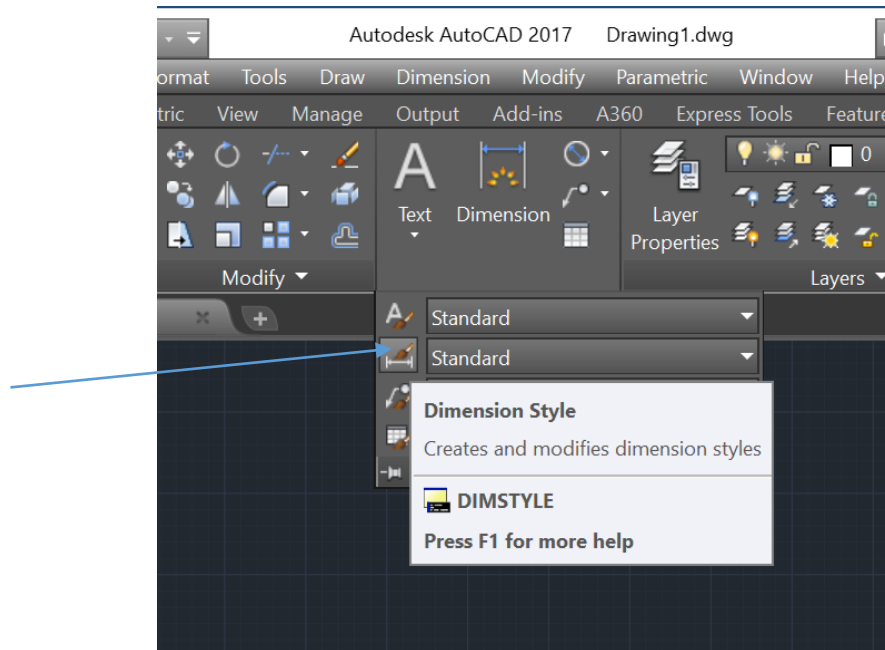 Autodesk AutoCAD 2017 Drawing1.dwg
ormat Tools Draw Dimension Modify Parametric Window Help
tric View Manage Output Add-ins A360 Express Tools Feature
Text Dimension Layer Properties 0
Modify Layers
Standard
Standard
Dimension Style
Creates and modifies dimension styles
DIMSTYLE
Press F1 for more help